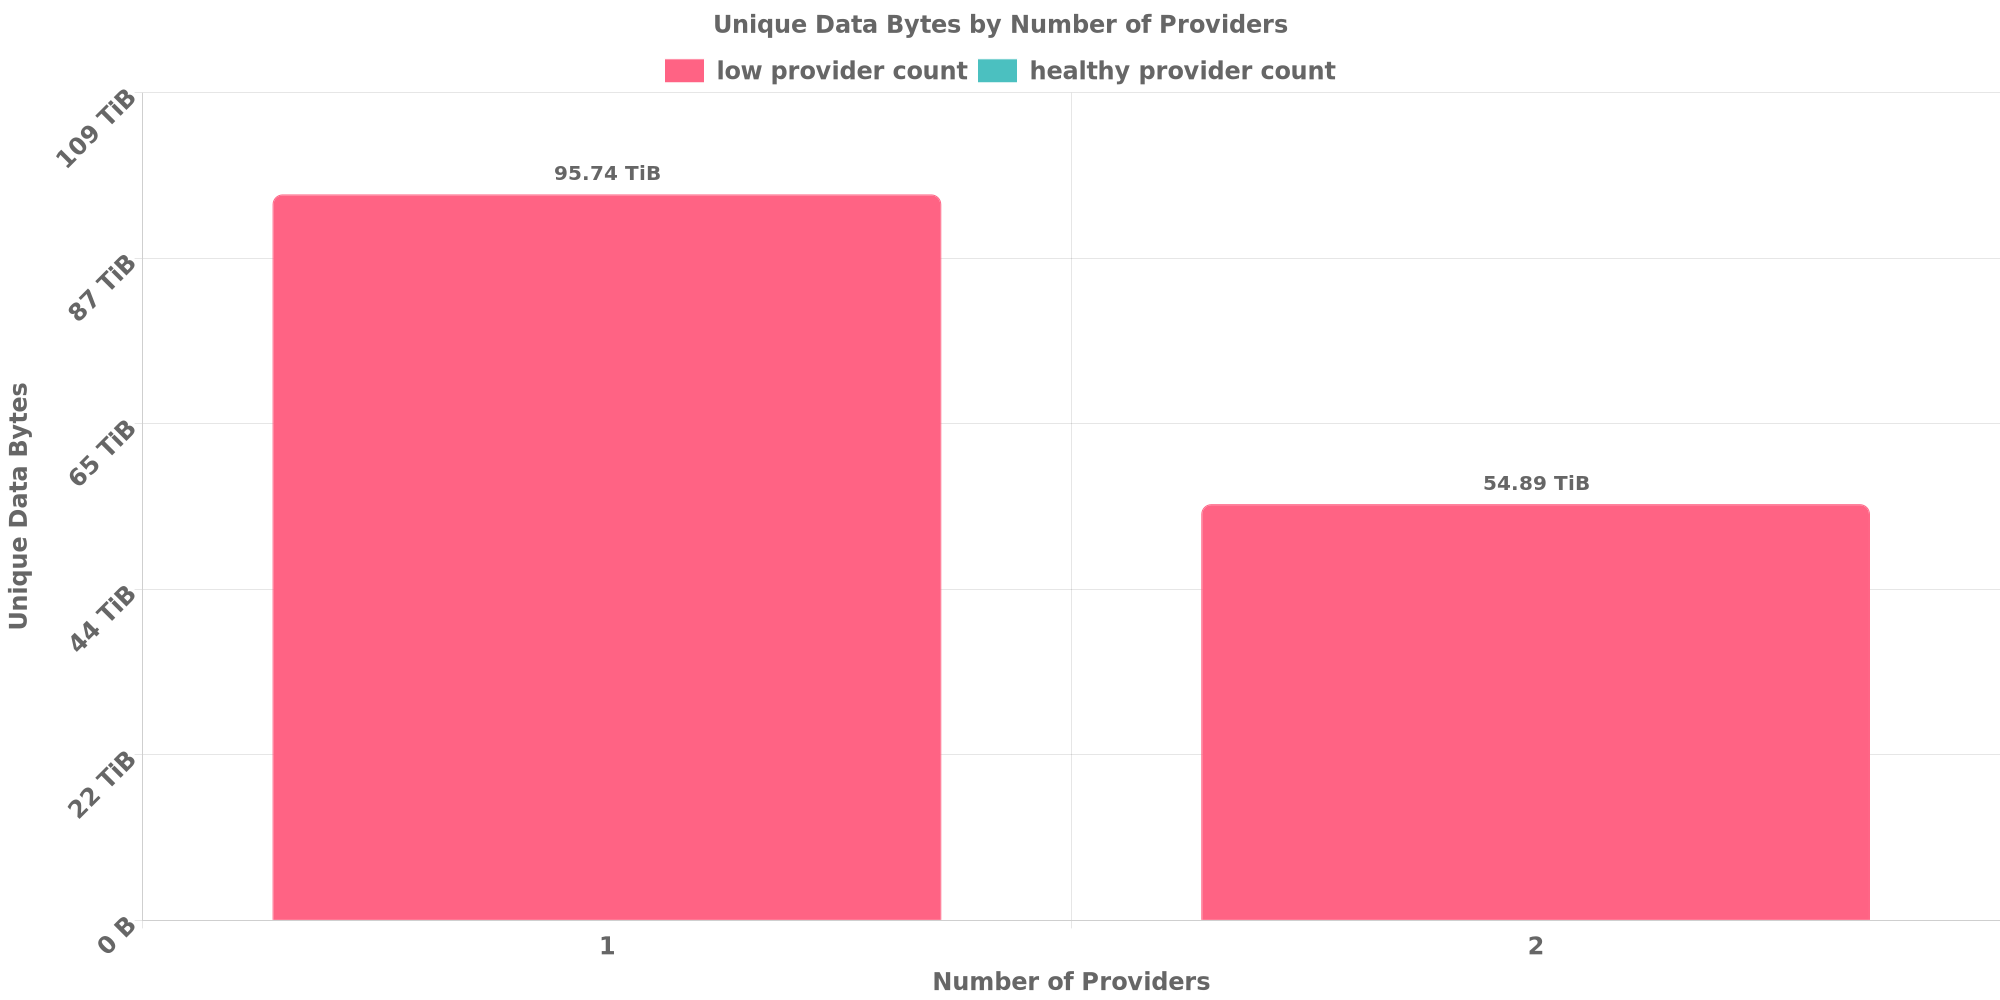 Unique Data Bytes by Number of Providers
low provider count healthy provider count
109 TiB
95.74 TiB
87 TiB
65 TiB
54.89 TiB
44 TiB
22 TiB
0 B
Unique Data Bytes
1 2
Number of Providers